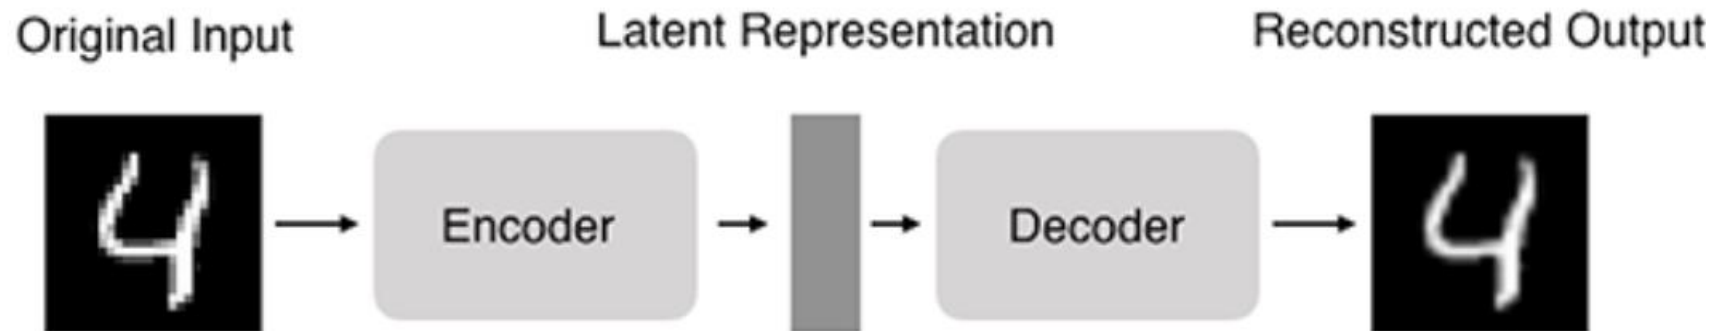 Original Input
Latent Representation
Reconstructed Output
4
Encoder
Decoder
4